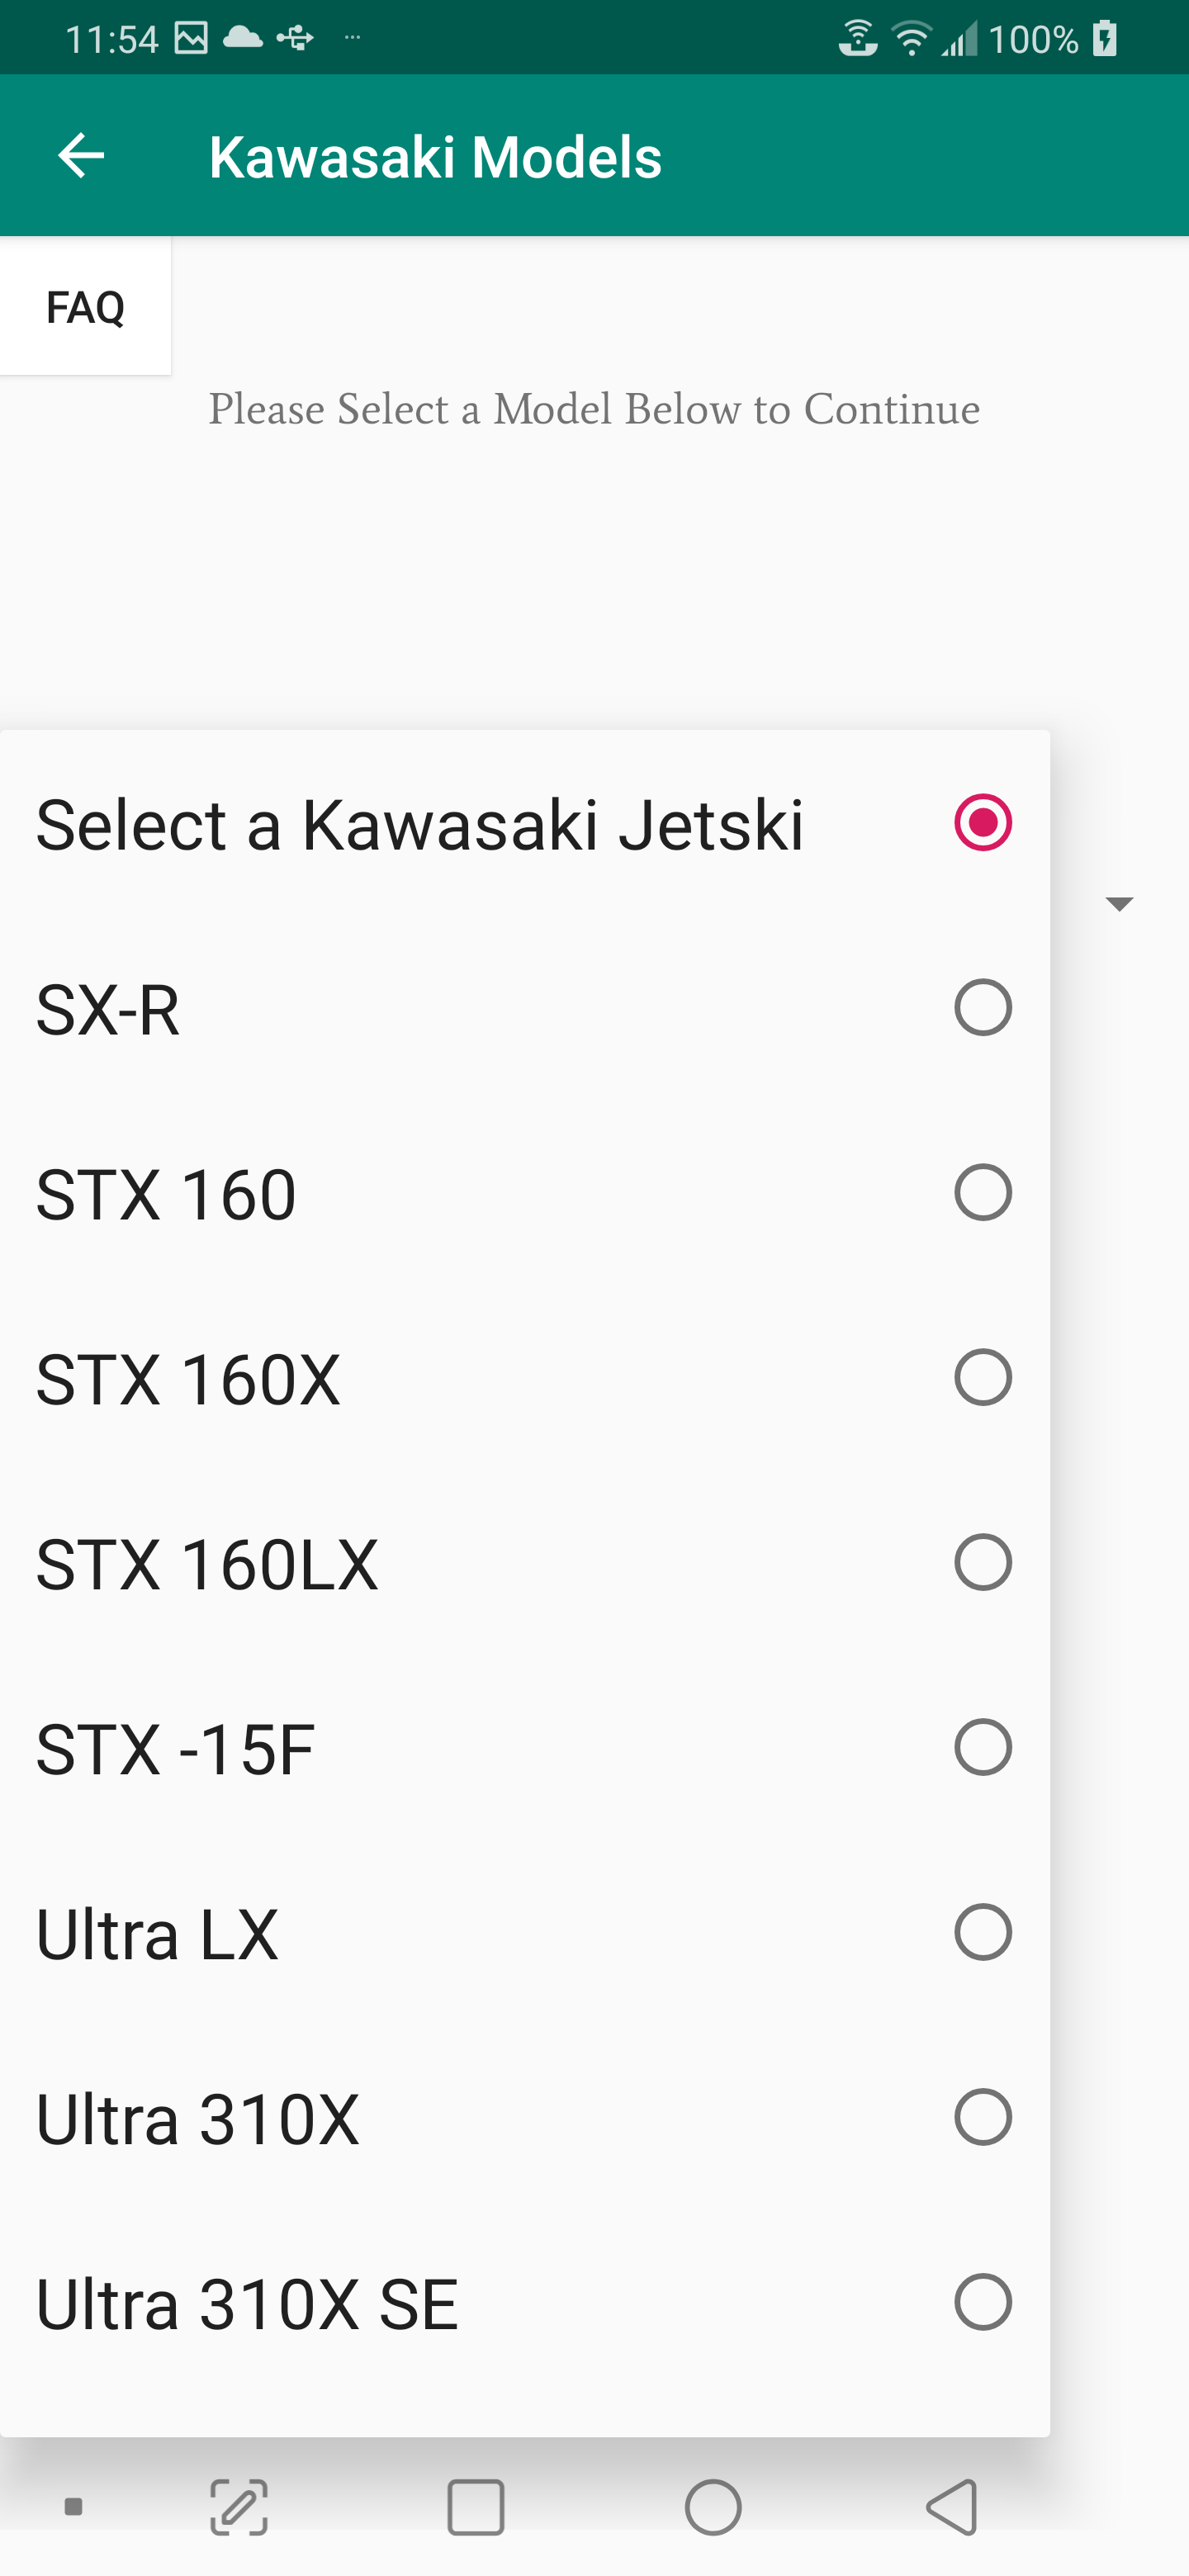 11:54
100%
Kawasaki Models
FAQ
Please Select a Model Below to Continue
Select a Kawasaki Jetski
SX-R
STX 160
STX 160X
STX 160LX
STX -15F
Ultra LX
Ultra 310X
Ultra 310X SE